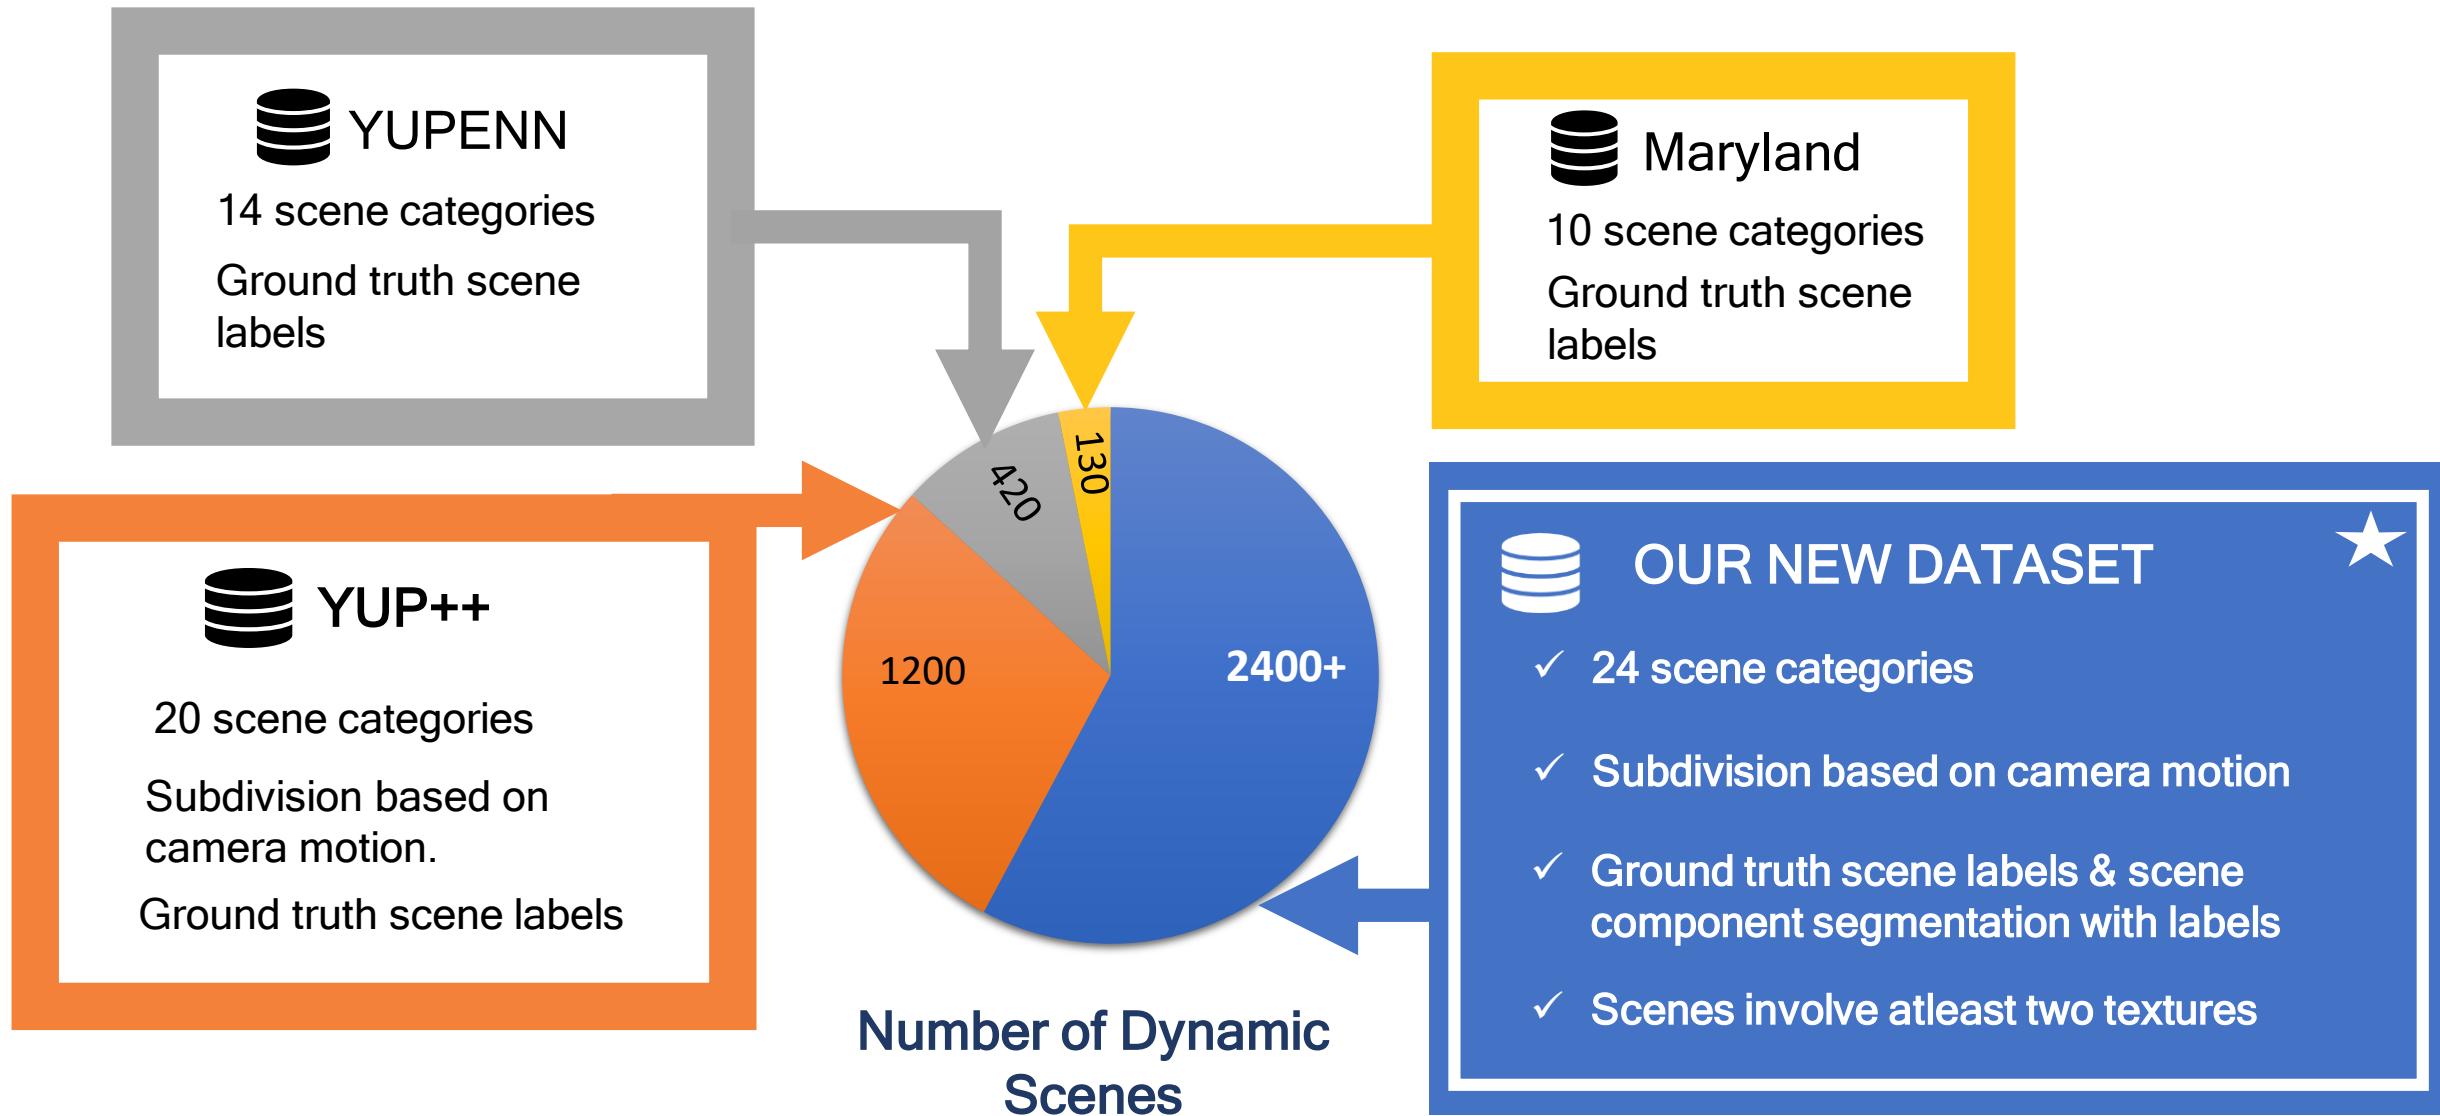 YUPENN
14 scene categories
Ground truth scene
labels
Maryland
10 scene categories
Ground truth scene
labels
YUP++
20 scene categories
Subdivision based on
camera motion.
Ground truth scene labels
420
130
1200
2400+
Number of Dynamic
Scenes
OUR NEW DATASET
✓ 24 scene categories
✓ Subdivision based on camera motion
✓ Ground truth scene labels & scene
component segmentation with labels
✓ Scenes involve atleast two textures